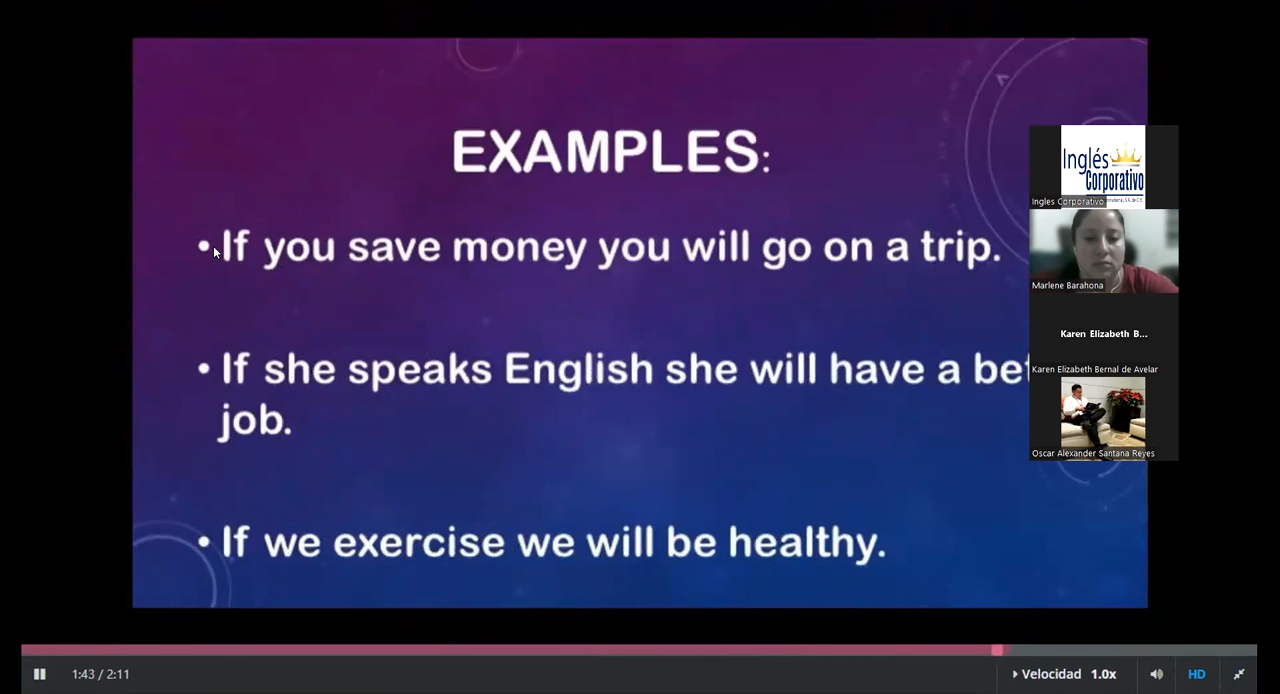 EXAMPLES:
•If you save money you will go on a trip.
• If she speaks English she will have a
job.
• If we exercise we will be healthy.
Inglés
Corporativo
Ingles Corporativo
Marlene Barahona
Karen Elizabeth B...
Karen Elizabeth Bernal de Avelar
Oscar Alexander Santana Reyes
1:43 / 2:11
Velocidad 1.0x
HD